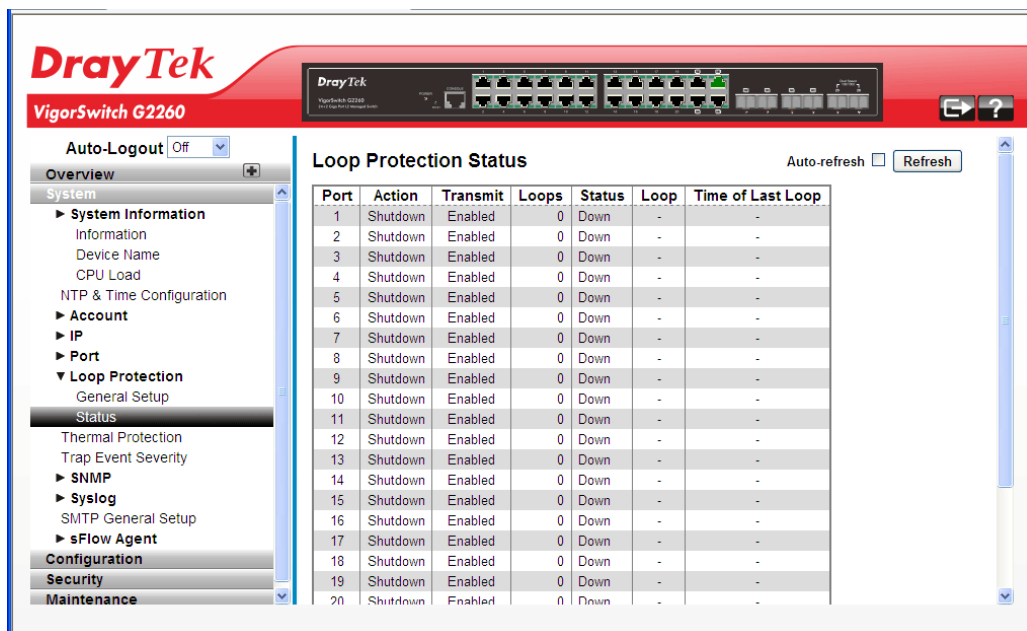 DrayTek
VigorSwitch G2260
DrayTek
VigorSwitch G2260
Auto-Logout Off
Overview
System
System Information
Information
Device Name
CPU Load
NTP & Time Configuration
Account
IP
Port
Loop Protection
General Setup
Status
Thermal Protection
Trap Event Severity
SNMP
Syslog
SMTP General Setup
sFlow Agent
Configuration
Security
Maintenance
Loop Protection Status
Auto-refresh Refresh
Port Action Transmit Loops Status Loop Time of Last Loop
1 Shutdown Enabled 0 Down - -
2 Shutdown Enabled 0 Down - -
3 Shutdown Enabled 0 Down - -
4 Shutdown Enabled 0 Down - -
5 Shutdown Enabled 0 Down - -
6 Shutdown Enabled 0 Down - -
7 Shutdown Enabled 0 Down - -
8 Shutdown Enabled 0 Down - -
9 Shutdown Enabled 0 Down - -
10 Shutdown Enabled 0 Down - -
11 Shutdown Enabled 0 Down - -
12 Shutdown Enabled 0 Down - -
13 Shutdown Enabled 0 Down - -
14 Shutdown Enabled 0 Down - -
15 Shutdown Enabled 0 Down - -
16 Shutdown Enabled 0 Down - -
17 Shutdown Enabled 0 Down - -
18 Shutdown Enabled 0 Down - -
19 Shutdown Enabled 0 Down - -
20 Shutdown Enabled 0 Down - -